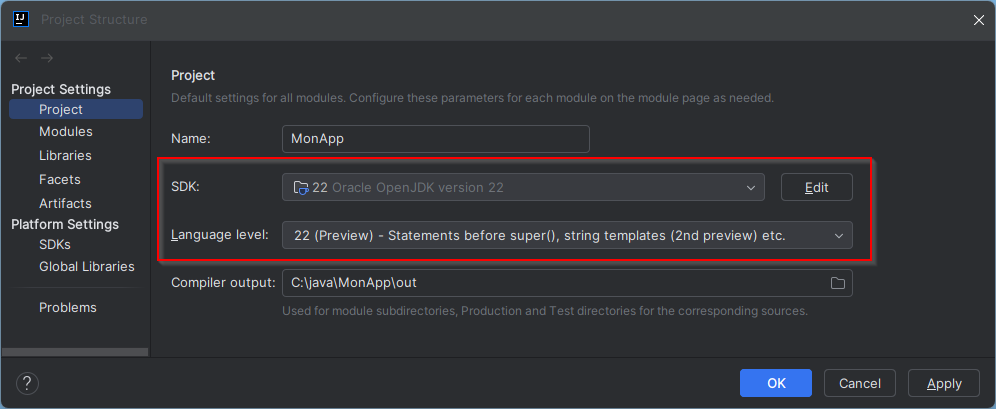 IJ
Project Structure
Project Settings
Project
Modules
Libraries
Facets
Artifacts
Platform Settings
SDKs
Global Libraries
Problems
Project
Default settings for all modules. Configure these parameters for each module on the module page as needed.
Name: MonApp
SDK: 22 Oracle OpenJDK version 22 Edit
Language level: 22 (Preview) - Statements before super(), string templates (2nd preview) etc.
Compiler output: C:\java\MonApp\out
Used for module subdirectories, Production and Test directories for the corresponding sources.
? OK Cancel Apply